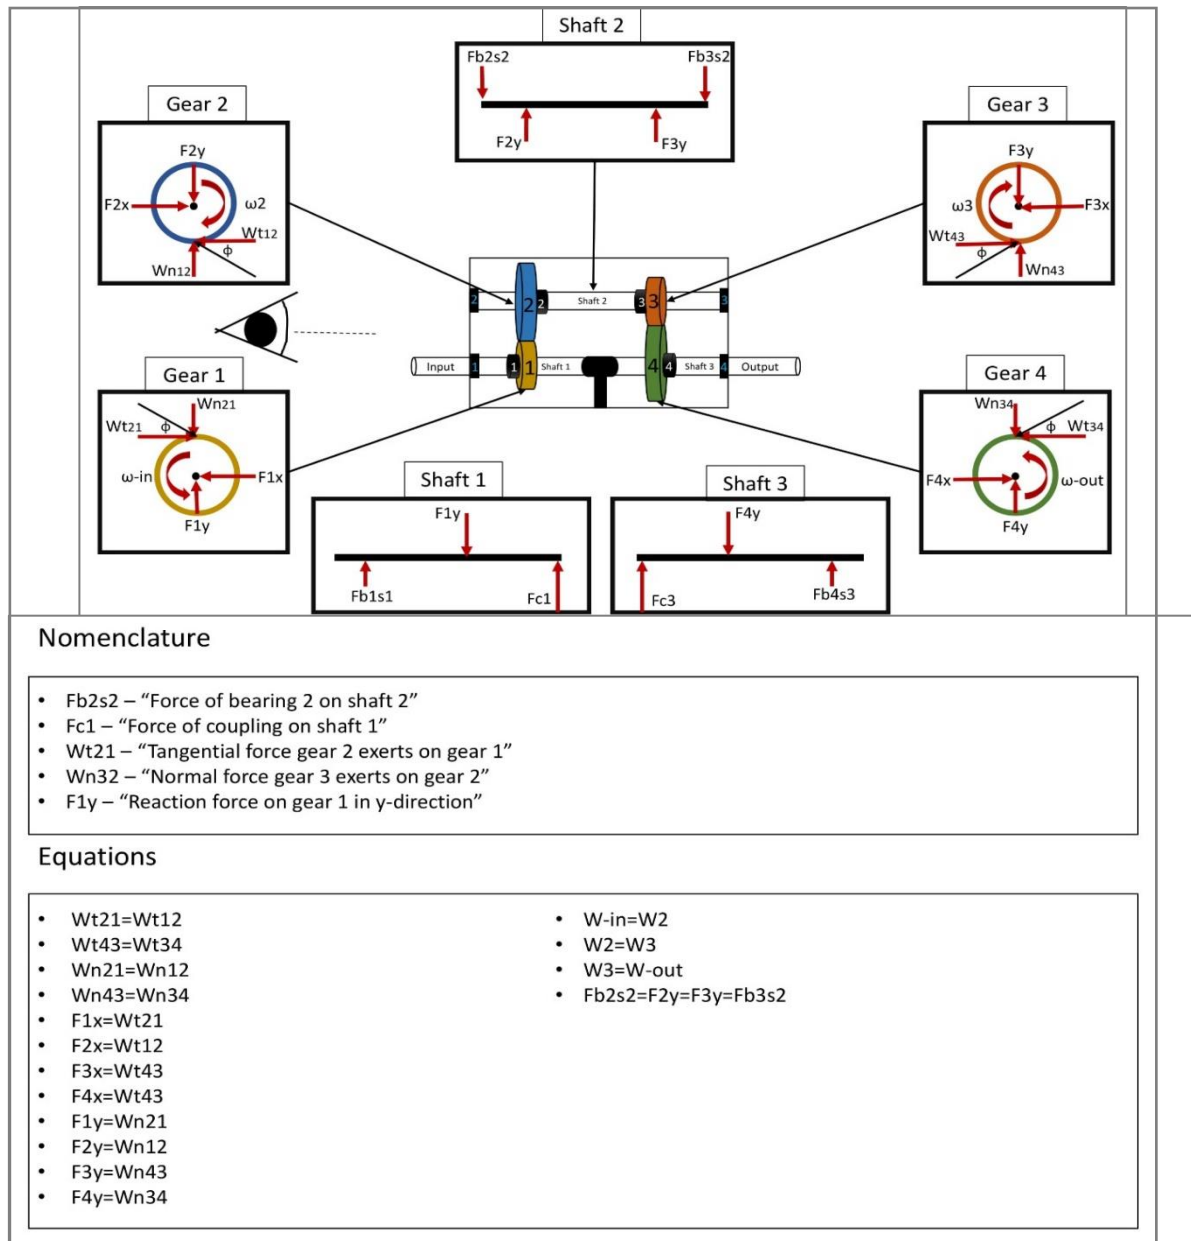 Shaft 2
Fb2s2
Fb3s2
F2y
F3y
Gear 2
F2y
F2x
ω2
Wt12
ϕ
Wn12
Gear 3
F3y
ω3
F3x
Wt43
ϕ
Wn43
2
2
2
Shaft 2
3
3
3
Input
1
1
1
Shaft 1
4
4
Shaft 3
4
Output
Gear 1
Wn21
Wt21
ϕ
ω-in
F1x
F1y
Gear 4
Wn34
ϕ
Wt34
F4x
ω-out
F4y
Shaft 1
F1y
Fb1s1
Fc1
Shaft 3
F4y
Fc3
Fb4s3
Nomenclature
• Fb2s2 – “Force of bearing 2 on shaft 2”
• Fc1 – “Force of coupling on shaft 1”
• Wt21 – “Tangential force gear 2 exerts on gear 1”
• Wn32 – “Normal force gear 3 exerts on gear 2”
• F1y – “Reaction force on gear 1 in y-direction”
Equations
• Wt21=Wt12
• Wt43=Wt34
• Wn21=Wn12
• Wn43=Wn34
• F1x=Wt21
• F2x=Wt12
• F3x=Wt43
• F4x=Wt43
• F1y=Wn21
• F2y=Wn12
• F3y=Wn43
• F4y=Wn34
• W-in=W2
• W2=W3
• W3=W-out
• Fb2s2=F2y=F3y=Fb3s2